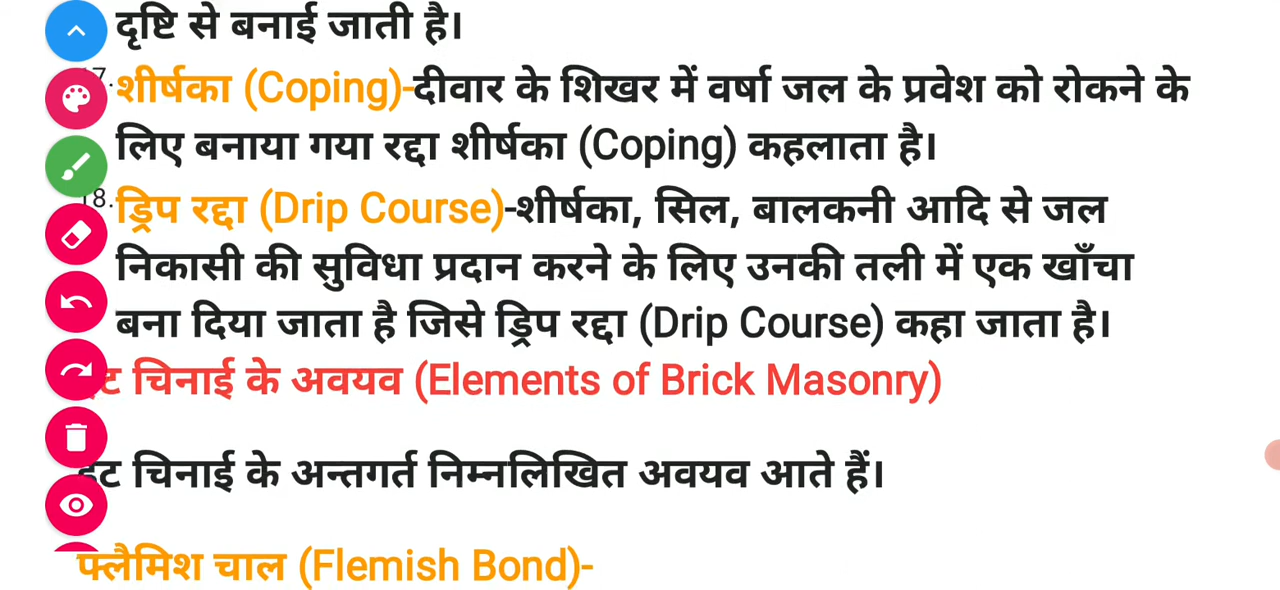 दृष्टि से बनाई जाती है।
7. शीर्षका (Coping)-दीवार के शिखर में वर्षा जल के प्रवेश को रोकने के
लिए बनाया गया रद्दा शीर्षका (Coping) कहलाता है।
18. ड्रिप रद्दा (Drip Course)-शीर्षका, सिल, बालकनी आदि से जल
निकासी की सुविधा प्रदान करने के लिए उनकी तली में एक खाँचा
बना दिया जाता है जिसे ड्रिप रद्दा (Drip Course) कहा जाता है।
चिनाई के अवयव (Elements of Brick Masonry)
चिनाई के अन्तगर्त निम्नलिखित अवयव आते हैं।
फ्लैमिश चाल (Flemish Bond)-